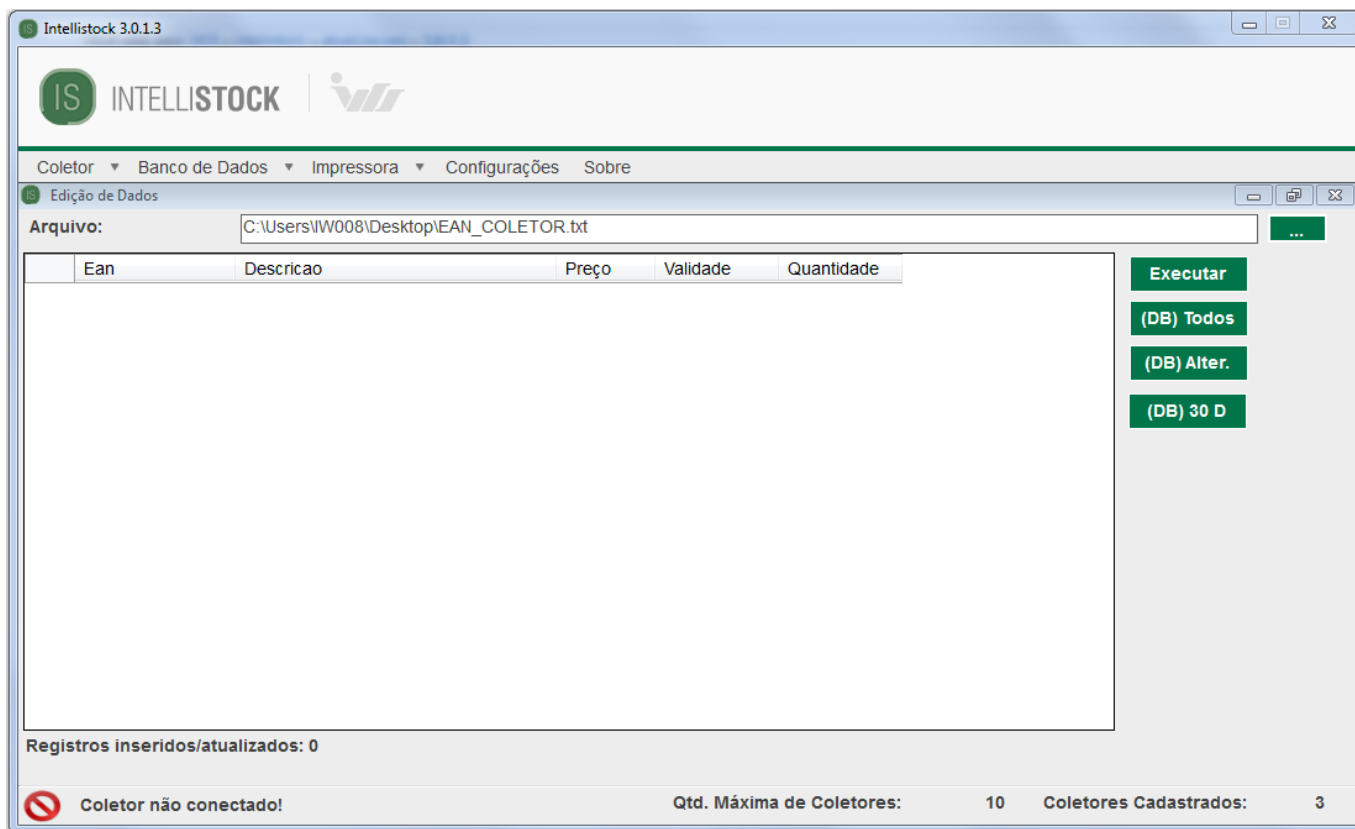 IS Intellistock 3.0.1.3
IS INTELLISTOCK
Coletor Banco de Dados Impressora Configurações Sobre
IS Edição de Dados
Arquivo: C:\Users\IW008\Desktop\EAN_COLETOR.txt ...
Ean Descricao Preço Validade Quantidade
Executar
(DB) Todos
(DB) Alter.
(DB) 30 D
Registros inseridos/atualizados: 0
Coletor não conectado! Qtd. Máxima de Coletores: 10 Coletores Cadastrados: 3